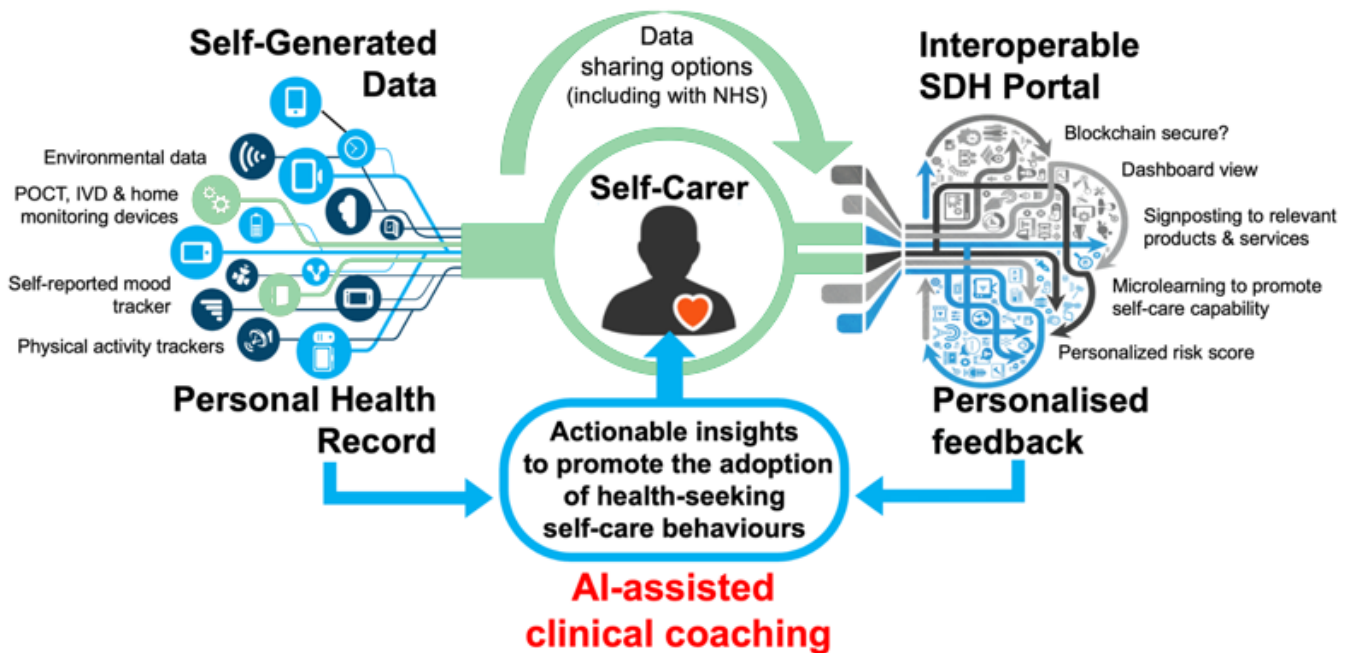 Self-Generated
Data
Environmental data
POCT, IVD & home
monitoring devices
Self-reported mood
tracker
Physical activity trackers
Personal Health
Record
Data
sharing options
(including with NHS)
Self-Carer
Interoperable
SDH Portal
Blockchain secure?
Dashboard view
Signposting to relevant
products & services
Microlearning to promote
self-care capability
Personalized risk score
Personalised
feedback
Actionable insights
to promote the adoption
of health-seeking
self-care behaviours
AI-assisted
clinical coaching